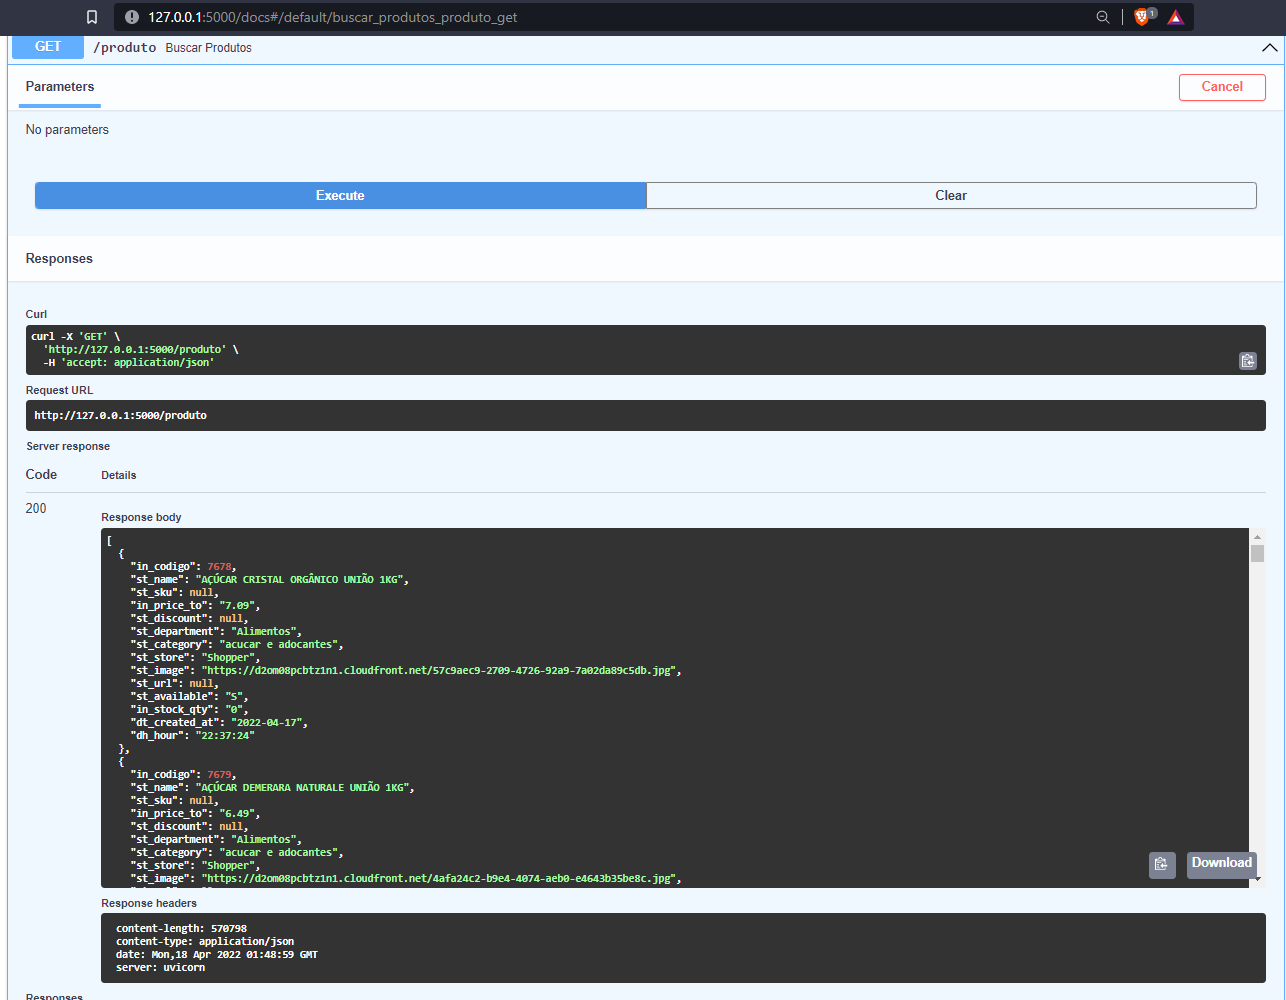 127.0.0.1:5000/docs#/default/buscar_produtos_produto_get
1
GET /produto Buscar Produtos
Parameters
Cancel
No parameters
Execute
Clear
Responses
Curl
curl -X 'GET' \
'http://127.0.0.1:5000/produto' \
-H 'accept: application/json'
Request URL
http://127.0.0.1:5000/produto
Server response
Code Details
200
Response body
[
{
"in_codigo": 7678,
"st_name": "AÇÚCAR CRISTAL ORGÂNICO UNIÃO 1KG",
"st_sku": null,
"in_price_to": "7.09",
"st_discount": null,
"st_department": "Alimentos",
"st_category": "acucar e adocantes",
"st_store": "Shopper",
"st_image": "https://d2om08pcbtz1n1.cloudfront.net/57c9aec9-2709-4726-92a9-7a02da89c5db.jpg",
"st_url": null,
"st_available": "S",
"in_stock_qty": "0",
"dt_created_at": "2022-04-17",
"dh_hour": "22:37:24"
},
{
"in_codigo": 7679,
"st_name": "AÇÚCAR DEMERARA NATURALE UNIÃO 1KG",
"st_sku": null,
"in_price_to": "6.49",
"st_discount": null,
"st_department": "Alimentos",
"st_category": "acucar e adocantes",
"st_store": "Shopper",
"st_image": "https://d2om08pcbtz1n1.cloudfront.net/4afa24c2-b9e4-4074-aeb0-e4643b35be8c.jpg",
Download
Response headers
content-length: 570798
content-type: application/json
date: Mon,18 Apr 2022 01:48:59 GMT
server: uvicorn
Responses